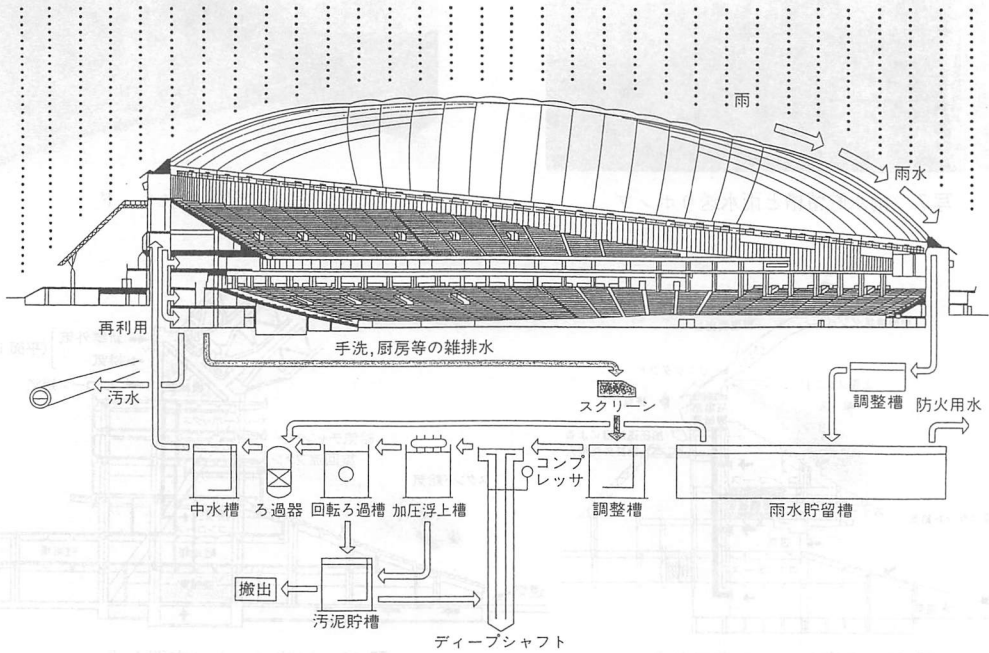 雨
雨水
再利用
手洗,厨房等の雑排水
汚水
スクリーン
調整槽
防火用水
コンプ
レッサ
中水槽
ろ過器
回転ろ過槽
加圧浮上槽
調整槽
雨水貯留槽
搬出
汚泥貯槽
ディープシャフト